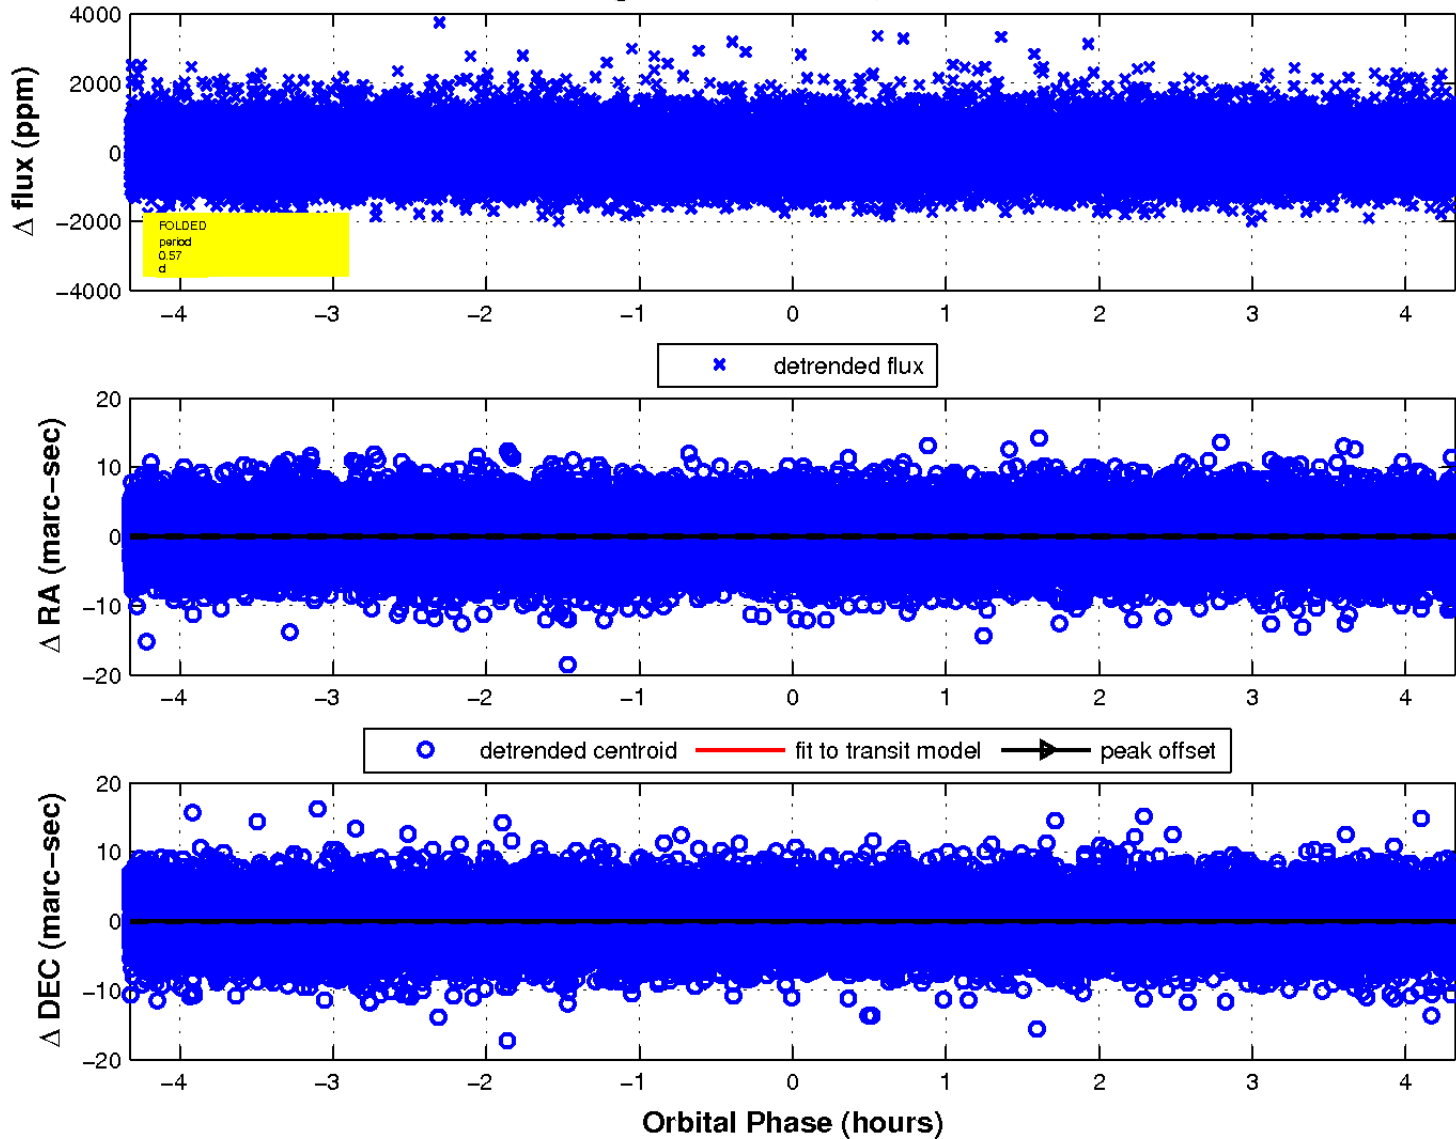 4000
2000
0
−2000
−4000
Δ flux (ppm)
FOLDED
period
0.57
d
−4 −3 −2 −1 0 1 2 3 4
detrended flux
20
10
0
−10
−20
Δ RA (marc−sec)
−4 −3 −2 −1 0 1 2 3 4
detrended centroid fit to transit model peak offset
20
10
0
−10
−20
Δ DEC (marc−sec)
−4 −3 −2 −1 0 1 2 3 4
Orbital Phase (hours)